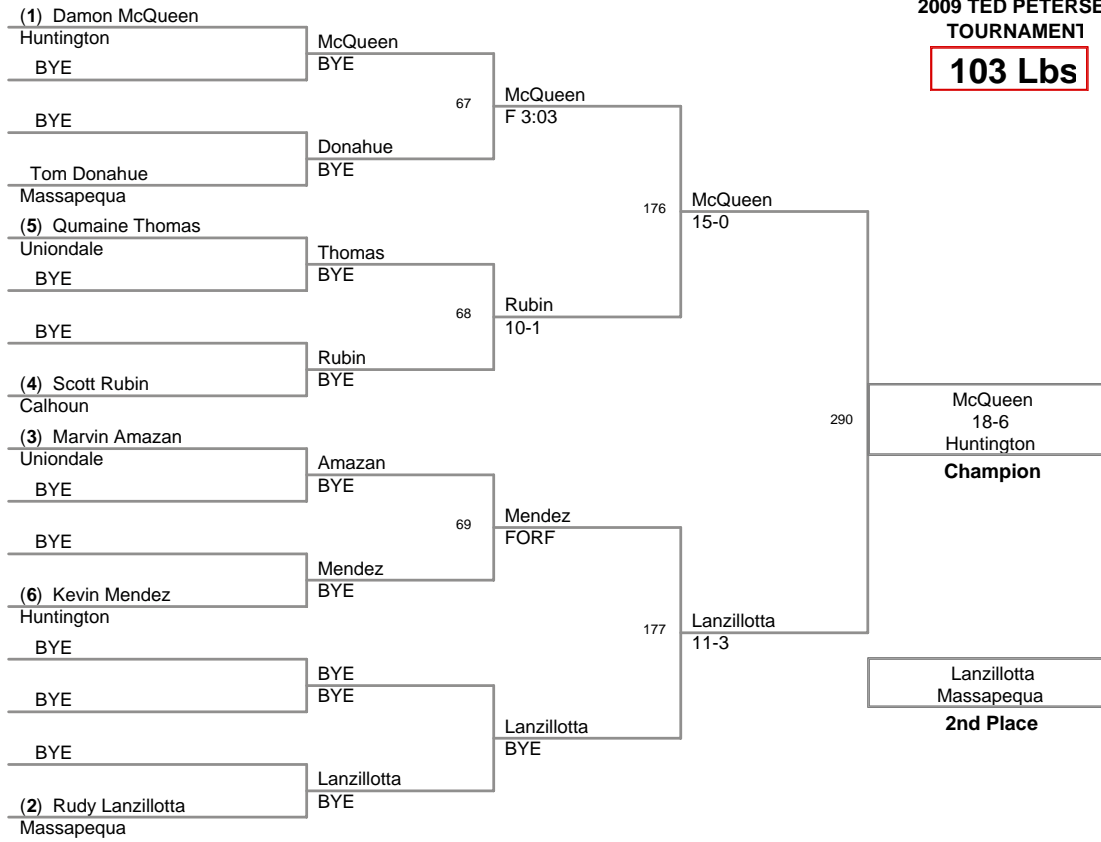 2009 TED PETERSE
TOURNAMENT
103 Lbs
(1) Damon McQueen
Huntington
BYE
BYE
Tom Donahue
Massapequa
(5) Qumaine Thomas
Uniondale
BYE
BYE
(4) Scott Rubin
Calhoun
(3) Marvin Amazan
Uniondale
BYE
BYE
(6) Kevin Mendez
Huntington
BYE
BYE
BYE
(2) Rudy Lanzillotta
Massapequa
McQueen
BYE
67
Donahue
BYE
Thomas
BYE
68
Rubin
BYE
Amazan
BYE
69
Mendez
BYE
BYE
BYE
Lanzillotta
BYE
McQueen
F 3:03
176
Rubin
10-1
Mendez
FORF
177
Lanzillotta
BYE
McQueen
15-0
290
Lanzillotta
11-3
McQueen
18-6
Huntington
Champion
Lanzillotta
Massapequa
2nd Place